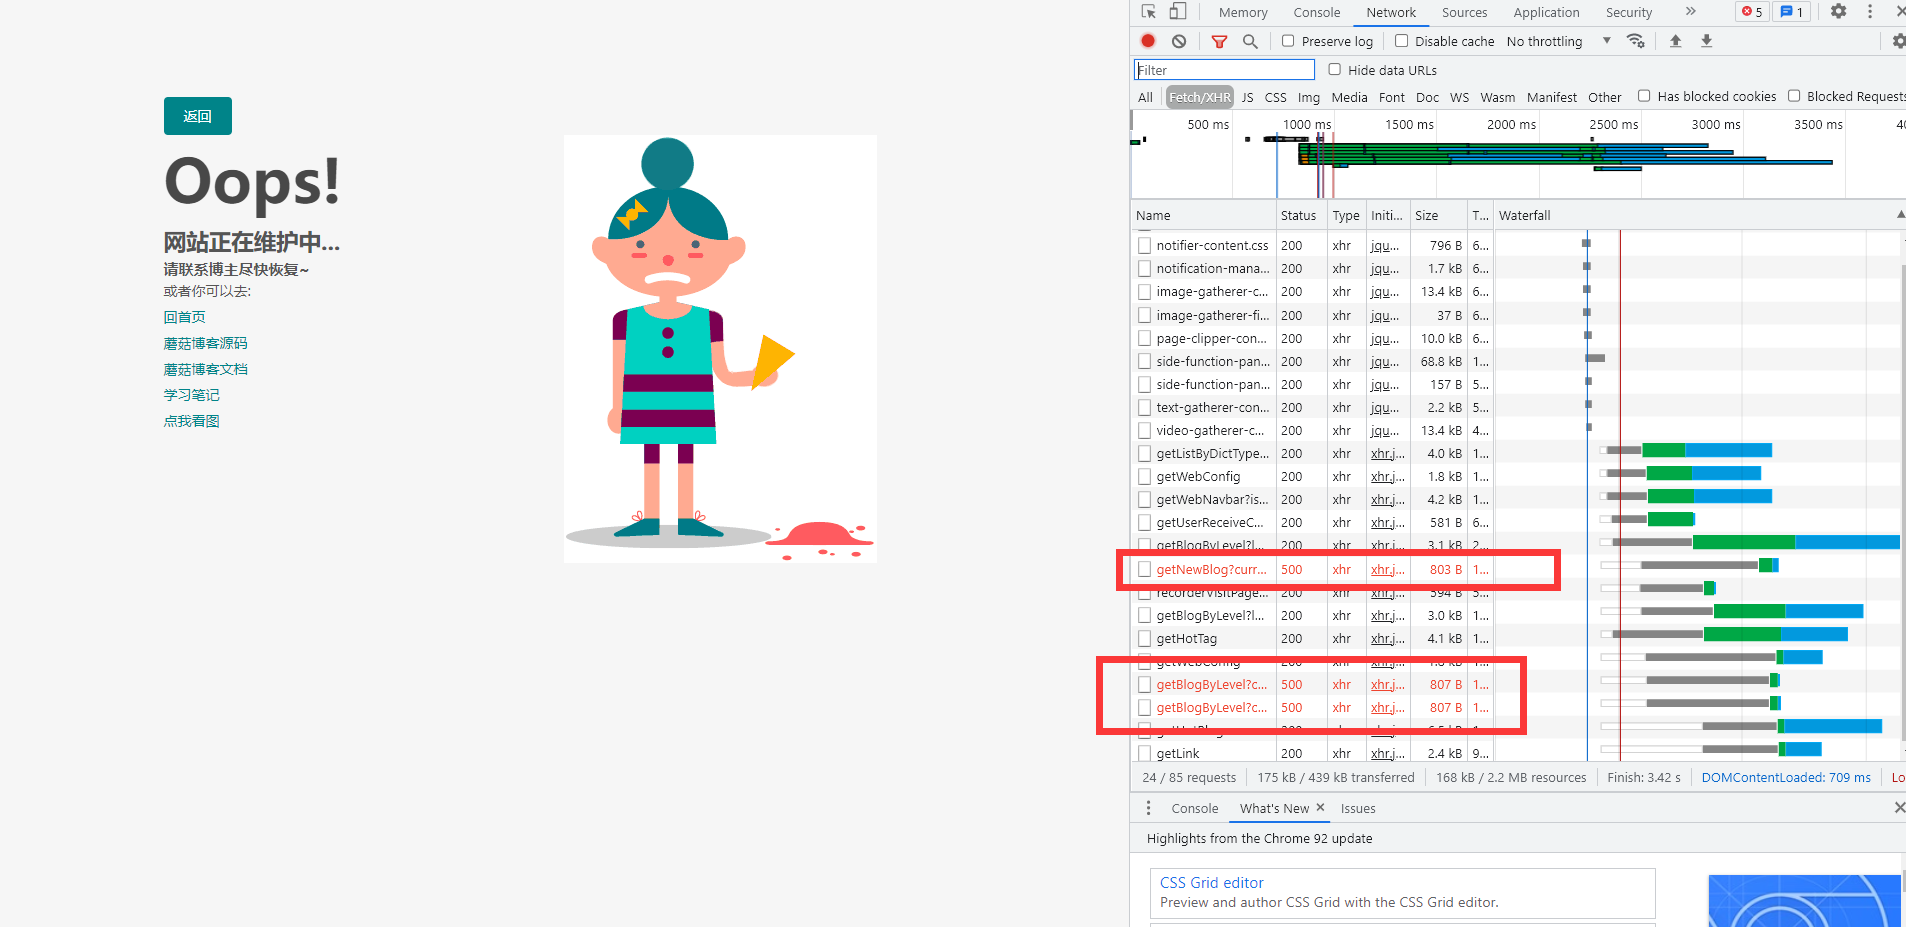 返回
Oops!
网站正在维护中...
请联系博主尽快恢复~
或者你可以去:
回首页
蘑菇博客源码
蘑菇博客文档
学习笔记
点我看图
Memory Console Network Sources Application Security » 5 1
Preserve log Disable cache No throttling
Filter Hide data URLs
All Fetch/XHR JS CSS Img Media Font Doc WS Wasm Manifest Other Has blocked cookies Blocked Requests
500 ms 1000 ms 1500 ms 2000 ms 2500 ms 3000 ms 3500 ms 40
Name Status Type Initi... Size T... Waterfall
notifier-content.css 200 xhr jqu... 796 B 6...
notification-mana... 200 xhr jqu... 1.7 kB 6...
image-gatherer-c... 200 xhr jqu... 13.4 kB 6...
image-gatherer-fi... 200 xhr jqu... 37 B 6...
page-clipper-con... 200 xhr jqu... 10.0 kB 6...
side-function-pan... 200 xhr jqu... 68.8 kB 1...
side-function-pan... 200 xhr jqu... 157 B 5...
text-gatherer-con... 200 xhr jqu... 2.2 kB 5...
video-gatherer-c... 200 xhr jqu... 13.4 kB 4...
getListByDictType... 200 xhr xhr.j... 4.0 kB 1...
getWebConfig 200 xhr xhr.j... 1.8 kB 1...
getWebNavbar?is... 200 xhr xhr.j... 4.2 kB 1...
getUserReceiveC... 200 xhr xhr.j... 581 B 6...
getBlogByLevel?l... 200 xhr xhr.j... 3.1 kB 2...
getNewBlog?curr... 500 xhr xhr.j... 803 B 1...
recorderVisitPage... 200 xhr xhr.j... 594 B 5...
getBlogByLevel?l... 200 xhr xhr.j... 3.0 kB 1...
getHotTag 200 xhr xhr.j... 4.1 kB 1...
getWebConfig 200 xhr xhr.j... 1.8 kB 1...
getBlogByLevel?c... 500 xhr xhr.j... 807 B 1...
getBlogByLevel?c... 500 xhr xhr.j... 807 B 1...
getLink 200 xhr xhr.j... 2.4 kB 9...
24 / 85 requests 175 kB / 439 kB transferred 168 kB / 2.2 MB resources Finish: 3.42 s DOMContentLoaded: 709 ms Lo
Console What's New × Issues
Highlights from the Chrome 92 update
CSS Grid editor
Preview and author CSS Grid with the CSS Grid editor.